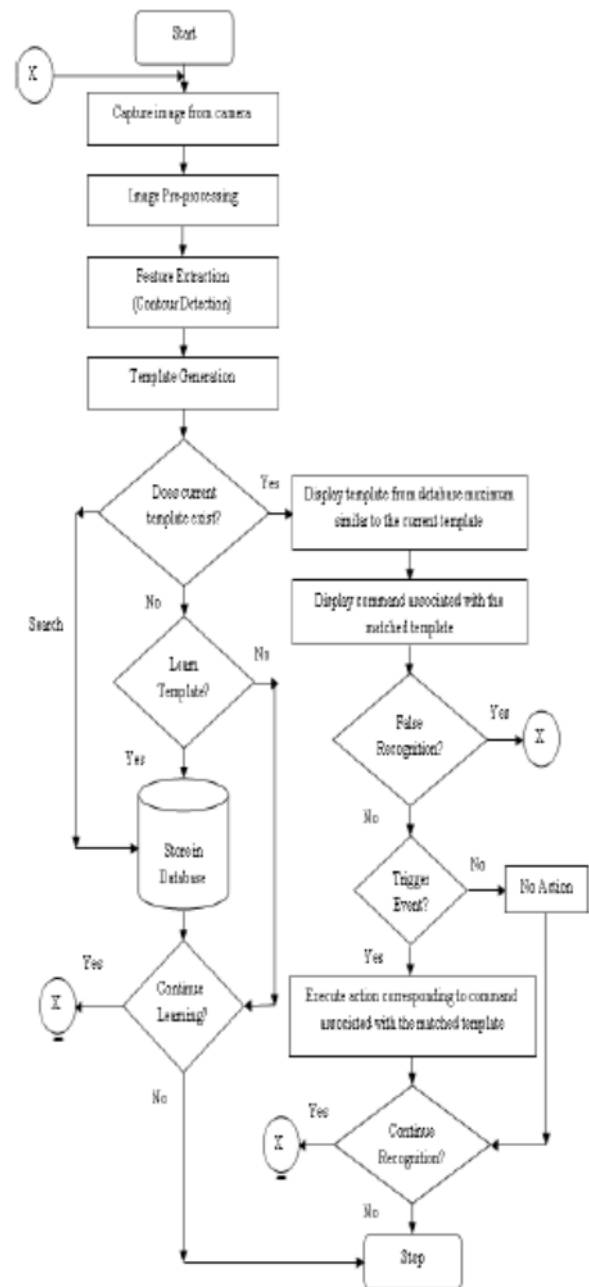 Start
X
Capture image from camera
Image Pre-processing
Feature Extraction
(Contour Detection)
Template Generation
Does current
template exist?
Yes
Display template from database maximum
similar to the current template
Search
No
Display command associated with the
matched template
Learn
Template?
No
False
Recognition?
Yes
X
Yes
No
Store in
Database
Trigger
Event?
No
No Action
Yes
Yes
X
Continue
Learning?
Execute action corresponding to command
associated with the matched template
No
Yes
X
Continue
Recognition?
No
Stop